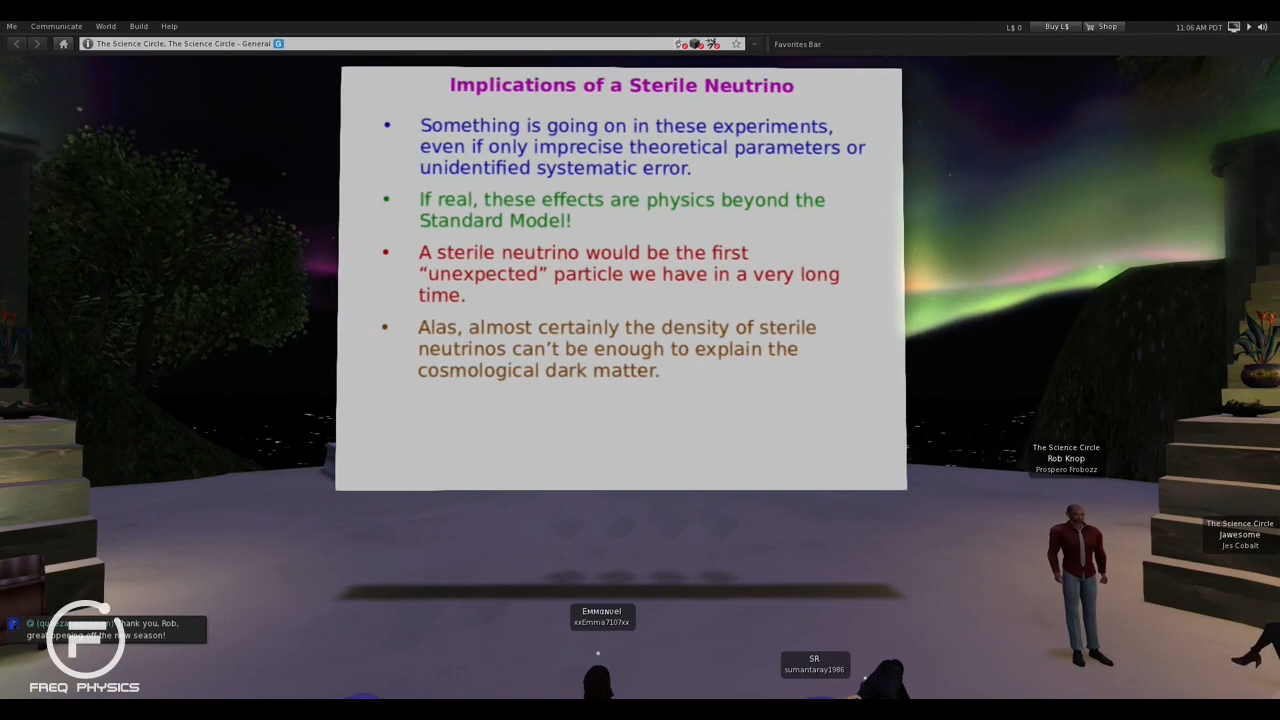 Me Communicate World Build Help
L$ 0 Buy L$ Shop 11:06 AM PDT
The Science Circle, The Science Circle - General G
Favorites Bar
Implications of a Sterile Neutrino
• Something is going on in these experiments,
even if only imprecise theoretical parameters or
unidentified systematic error.
• If real, these effects are physics beyond the
Standard Model!
• A sterile neutrino would be the first
“unexpected” particle we have in a very long
time.
• Alas, almost certainly the density of sterile
neutrinos can’t be enough to explain the
cosmological dark matter.
The Science Circle
Rob Knop
Prospero Frobozz
The Science Circle
Jawesome
Jes Cobalt
Emmanuel
xxEmma7107xx
SR
sumantaray1986
Thank you, Rob,
great opening off the new season!
FREQ PHYSICS